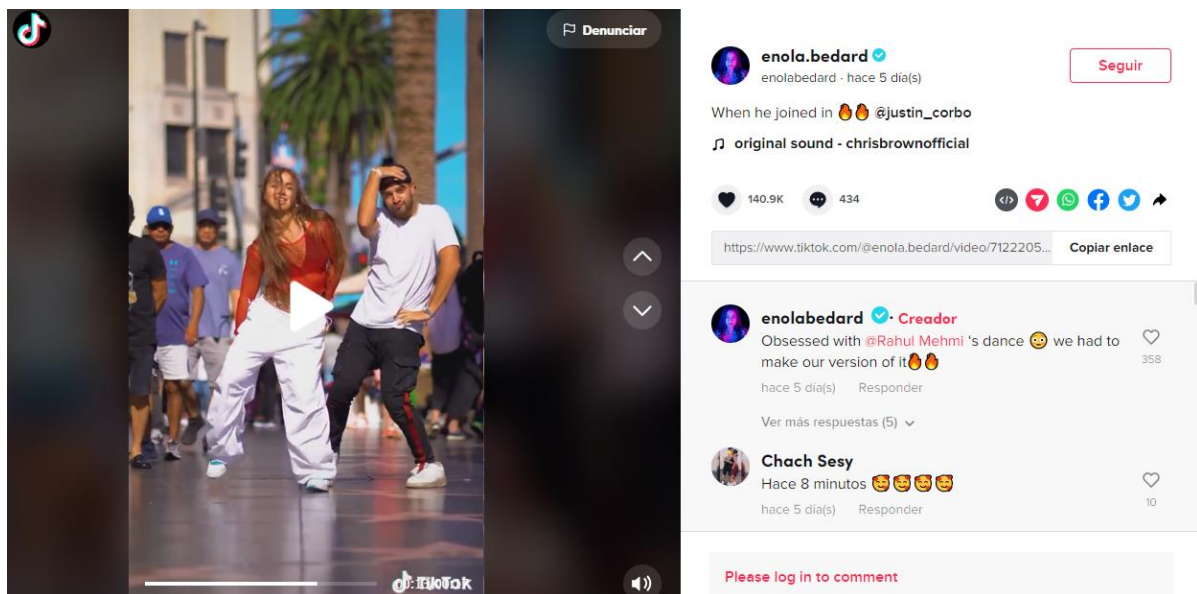 Denunciar
TikTok
enola.bedard
enolabedard · hace 5 día(s)
Seguir
When he joined in 🔥🔥 @justin_corbo
original sound - chrisbrownofficial
140.9K
434
https://www.tiktok.com/@enola.bedard/video/7122205...
Copiar enlace
enolabedard · Creador
Obsessed with @Rahul Mehmi 's dance 😳 we had to
make our version of it🔥🔥
358
hace 5 día(s) Responder
Ver más respuestas (5)
Chach Sesy
Hace 8 minutos 🥰🥰🥰🥰
10
hace 5 día(s) Responder
Please log in to comment